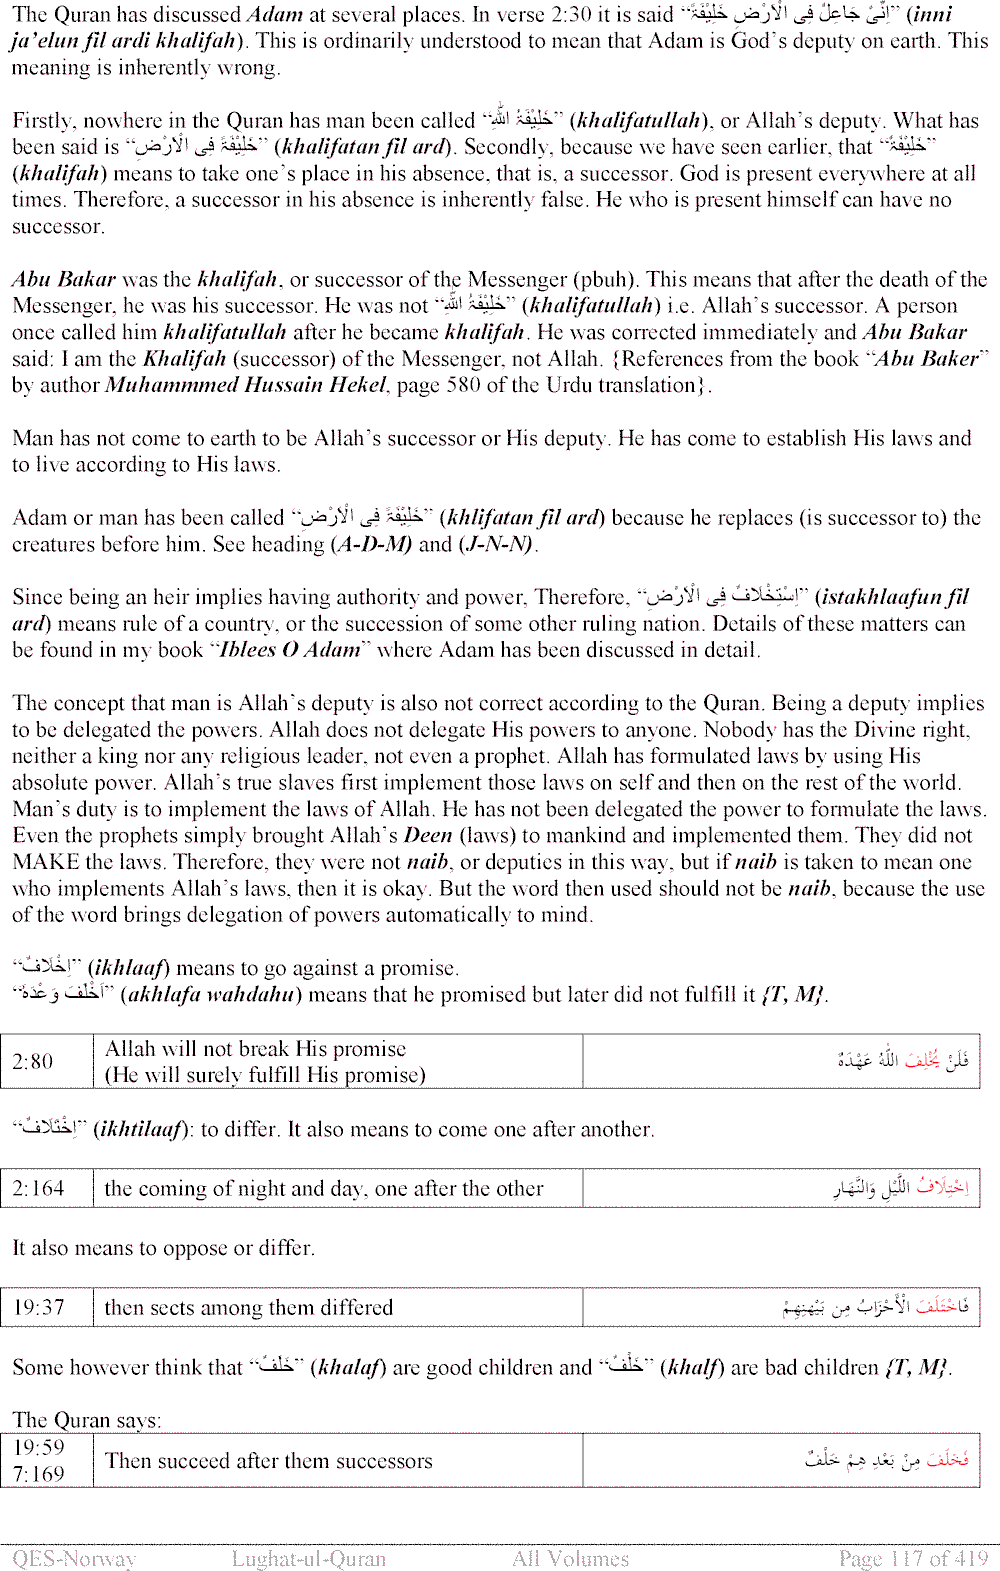 The Quran has discussed Adam at several places. In verse 2:30 it is said “اِنِّیْ جَاعِلٌ فِی الْاَرْضِ خَلِیْفَۃً” (inni
ja’elun fil ardi khalifah). This is ordinarily understood to mean that Adam is God’s deputy on earth. This
meaning is inherently wrong.
Firstly, nowhere in the Quran has man been called “خَلِیْفَۃُ اللّٰہِ” (khalifatullah), or Allah’s deputy. What has
been said is “خَلِیْفَۃً فِی الْاَرْضِ” (khalifatan fil ard). Secondly, because we have seen earlier, that “خَلِیْفَۃٌ”
(khalifah) means to take one’s place in his absence, that is, a successor. God is present everywhere at all
times. Therefore, a successor in his absence is inherently false. He who is present himself can have no
successor.
Abu Bakar was the khalifah, or successor of the Messenger (pbuh). This means that after the death of the
Messenger, he was his successor. He was not “خَلِیْفَۃُ اللّٰہِ” (khalifatullah) i.e. Allah’s successor. A person
once called him khalifatullah after he became khalifah. He was corrected immediately and Abu Bakar
said: I am the Khalifah (successor) of the Messenger, not Allah. {References from the book “Abu Baker”
by author Muhammmed Hussain Hekel, page 580 of the Urdu translation}.
Man has not come to earth to be Allah’s successor or His deputy. He has come to establish His laws and
to live according to His laws.
Adam or man has been called “خَلِیْفَۃً فِی الْاَرْضِ” (khlifatan fil ard) because he replaces (is successor to) the
creatures before him. See heading (A-D-M) and (J-N-N).
Since being an heir implies having authority and power, Therefore, “اِسْتِخْلَافٌ فِی الْاَرْضِ” (istakhlaafun fil
ard) means rule of a country, or the succession of some other ruling nation. Details of these matters can
be found in my book “Iblees O Adam” where Adam has been discussed in detail.
The concept that man is Allah’s deputy is also not correct according to the Quran. Being a deputy implies
to be delegated the powers. Allah does not delegate His powers to anyone. Nobody has the Divine right,
neither a king nor any religious leader, not even a prophet. Allah has formulated laws by using His
absolute power. Allah’s true slaves first implement those laws on self and then on the rest of the world.
Man’s duty is to implement the laws of Allah. He has not been delegated the power to formulate the laws.
Even the prophets simply brought Allah’s Deen (laws) to mankind and implemented them. They did not
MAKE the laws. Therefore, they were not naib, or deputies in this way, but if naib is taken to mean one
who implements Allah’s laws, then it is okay. But the word then used should not be naib, because the use
of the word brings delegation of powers automatically to mind.
“اِخْلَافٌ” (ikhlaaf) means to go against a promise.
“اَخْلَفَ وَعْدَہٗ” (akhlafa wahdahu) means that he promised but later did not fulfill it {T, M}.
2:80 Allah will not break His promise
(He will surely fulfill His promise) فَلَنْ يُخْلِفَ اللّٰهُ عَهْدَهٗ
“اِخْتَلَافٌ” (ikhtilaaf): to differ. It also means to come one after another.
2:164 the coming of night and day, one after the other اِخْتِلَافُ اللَّيْلِ وَالنَّهَارِ
It also means to oppose or differ.
19:37 then sects among them differed فَاخْتَلَفَ الْأَحْزَابُ مِن بَيْهِنِهِمْ
Some however think that “خَلَفٌ” (khalaf) are good children and “خَلْفٌ” (khalf) are bad children {T, M}.
The Quran says:
19:59
7:169 Then succeed after them successors فَخَلَفَ مِنْ بَعْدِ هِمْ خَلْفٌ
QES-Norway Lughat-ul-Quran All Volumes Page 117 of 419